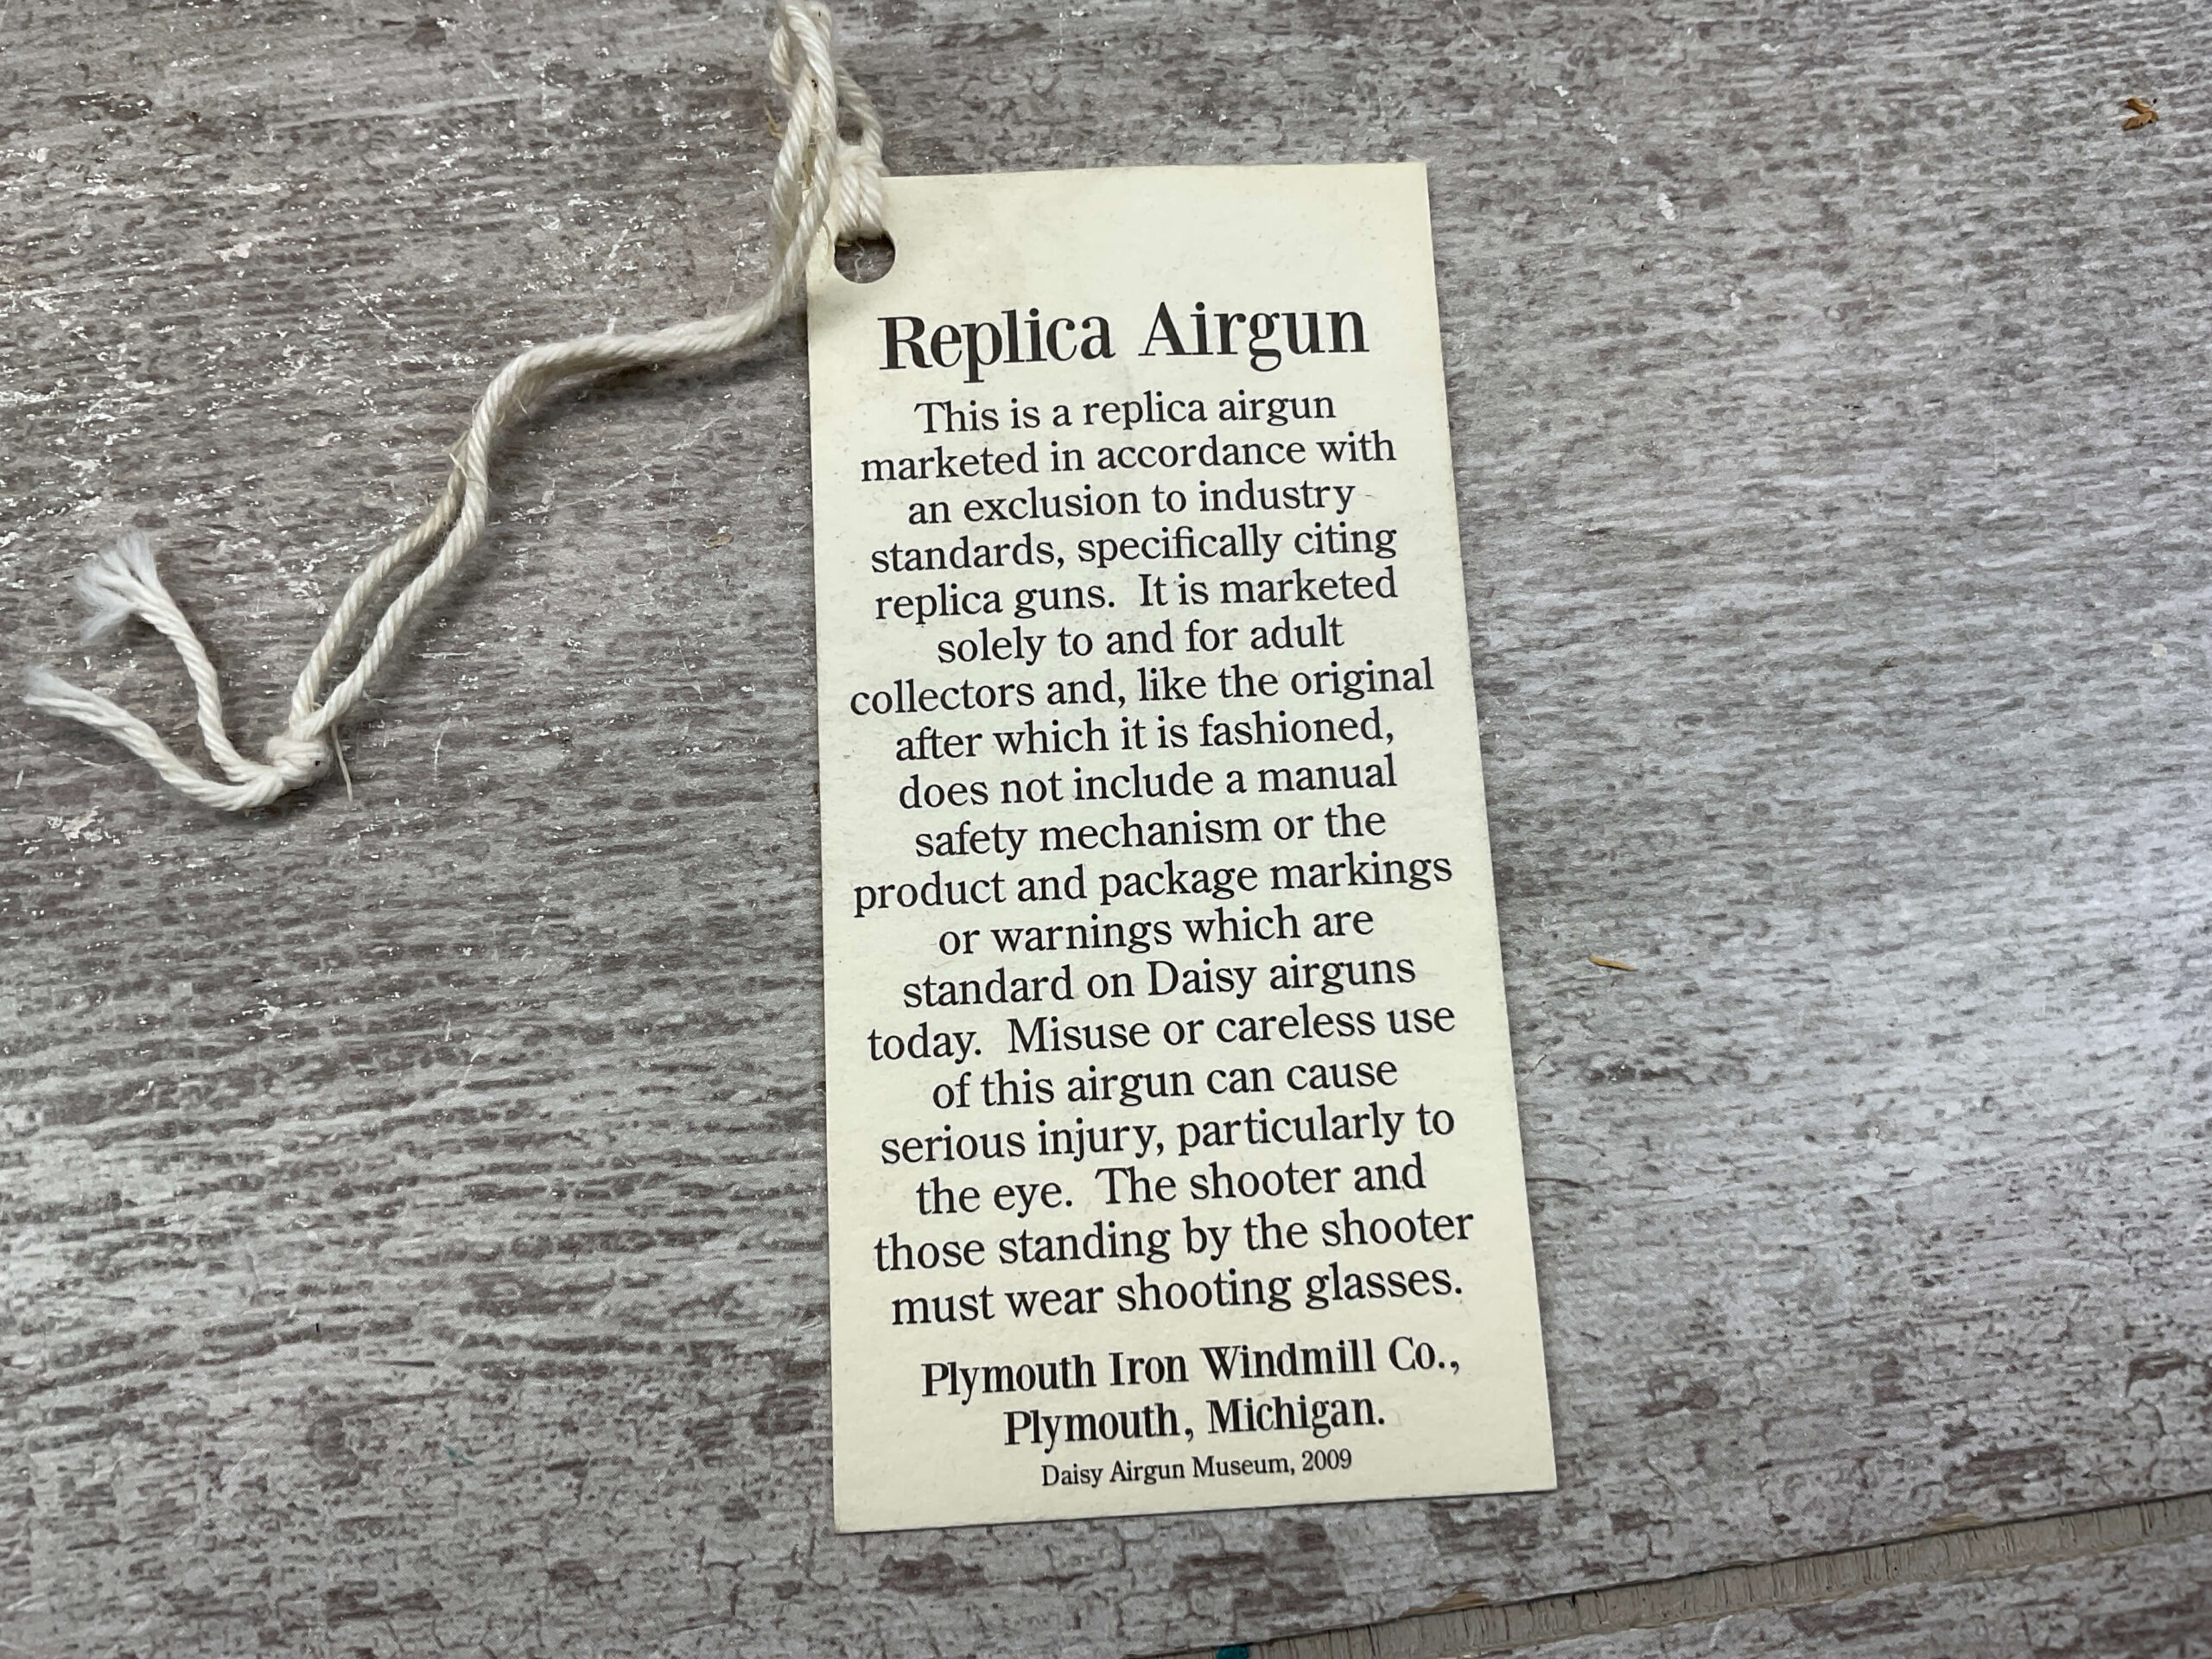 Replica Airgun
This is a replica airgun
marketed in accordance with
an exclusion to industry
standards, specifically citing
replica guns. It is marketed
solely to and for adult
collectors and, like the original
after which it is fashioned,
does not include a manual
safety mechanism or the
product and package markings
or warnings which are
standard on Daisy airguns
today. Misuse or careless use
of this airgun can cause
serious injury, particularly to
the eye. The shooter and
those standing by the shooter
must wear shooting glasses.
Plymouth Iron Windmill Co.,
Plymouth, Michigan.
Daisy Airgun Museum, 2009